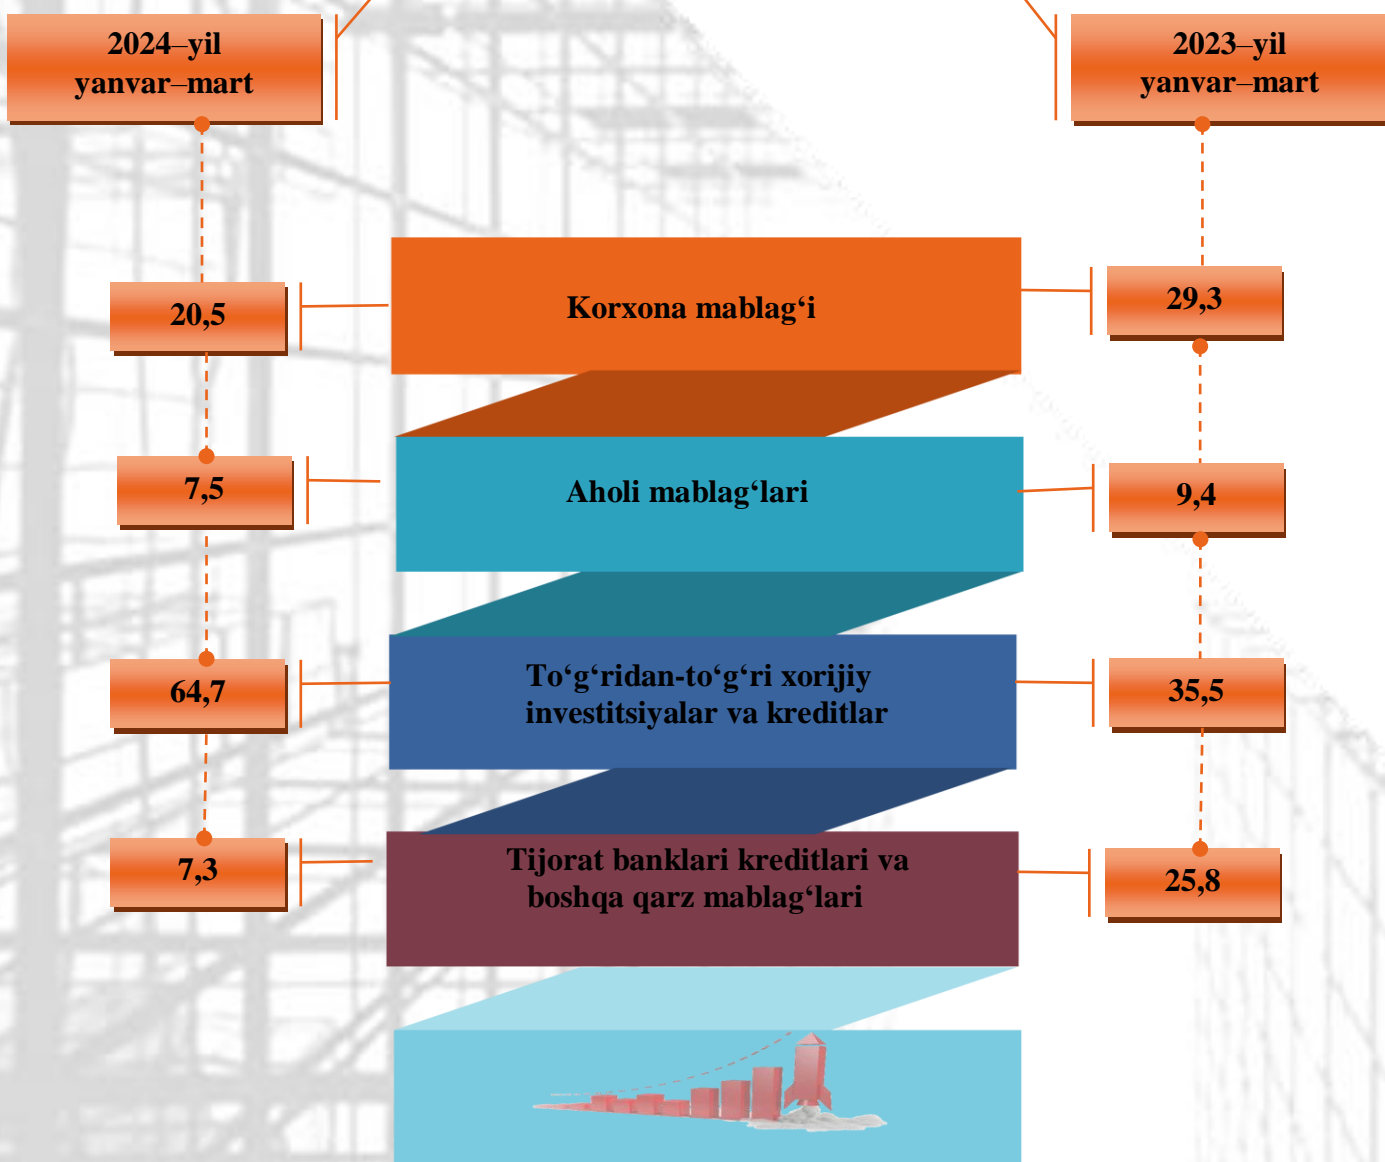 2024–yil
yanvar–mart
2023–yil
yanvar–mart
20,5
Korxona mablag‘i
29,3
7,5
Aholi mablag‘lari
9,4
64,7
To‘g‘ridan-to‘g‘ri xorijiy
investitsiyalar va kreditlar
35,5
7,3
Tijorat banklari kreditlari va
boshqa qarz mablag‘lari
25,8